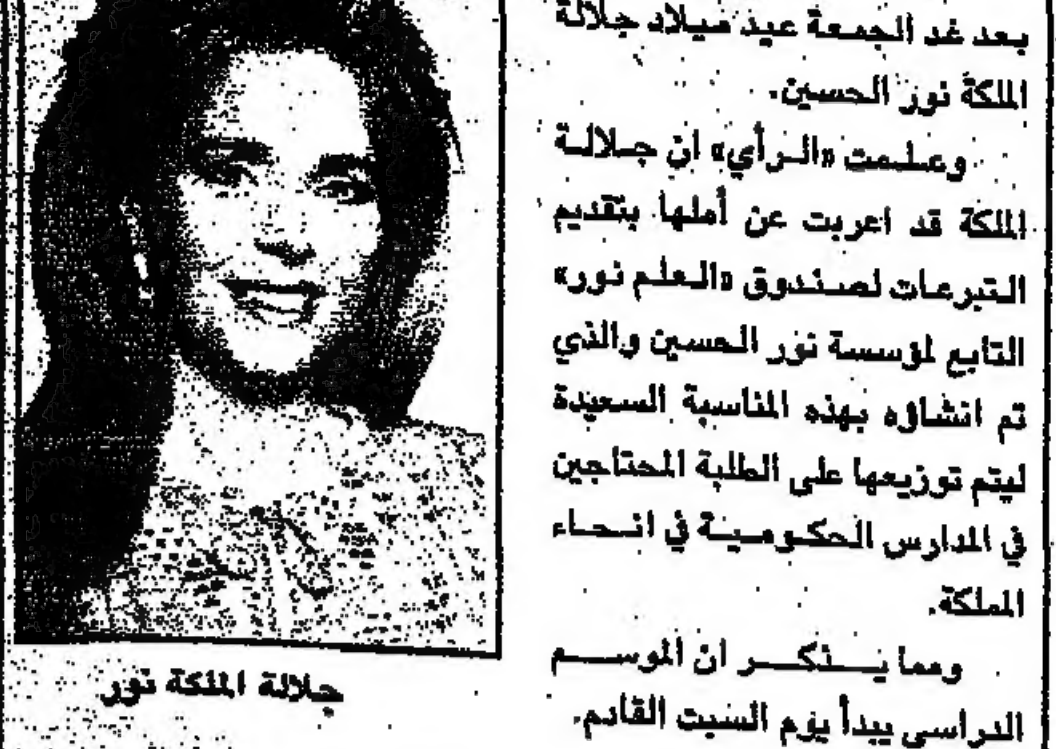 بعد غد الجمعة عيد ميلاد جلالة
الملكة نور الحسين.
وعلمت «الرأي» ان جلالة
الملكة قد اعربت عن أملها بتقديم
التبرعات لصندوق «العلم نور»
التابع لمؤسسة نور الحسين والذي
تم انشاؤه بهذه المناسبة السعيدة
ليتم توزيعها على الطلبة المحتاجين
في المدارس الحكومية في انحاء
المملكة.
ومما يذكر ان الموسم
الدراسي يبدأ يوم السبت القادم.
جلالة الملكة نور